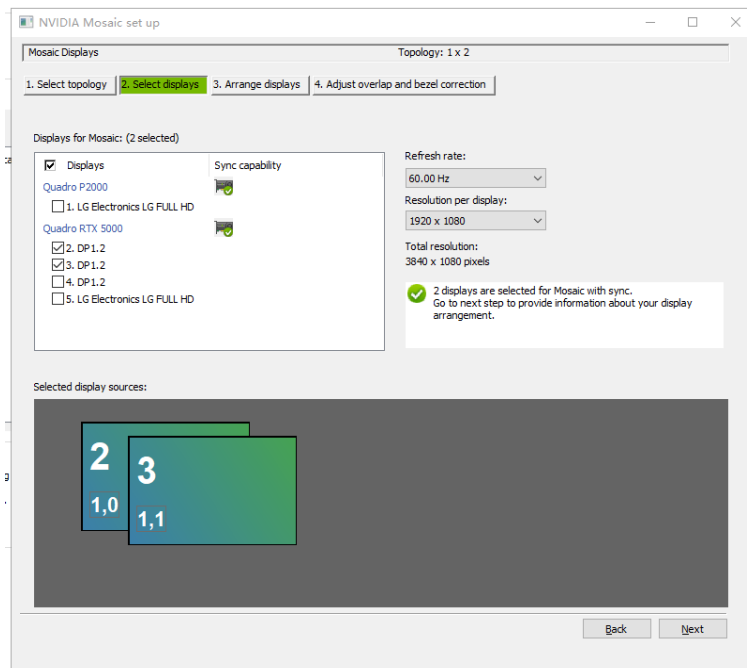 NVIDIA Mosaic set up
Mosaic Displays Topology: 1 x 2
1. Select topology 2. Select displays 3. Arrange displays 4. Adjust overlap and bezel correction
Displays for Mosaic: (2 selected)
Displays Sync capability
Quadro P2000
1. LG Electronics LG FULL HD
Quadro RTX 5000
2. DP1.2
3. DP1.2
4. DP1.2
5. LG Electronics LG FULL HD
Refresh rate:
60.00 Hz
Resolution per display:
1920 x 1080
Total resolution:
3840 x 1080 pixels
2 displays are selected for Mosaic with sync.
Go to next step to provide information about your display
arrangement.
Selected display sources:
2
1,0
3
1,1
Back Next